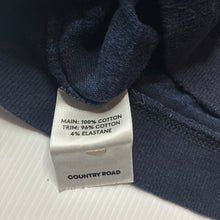 MAIN: 100% COTTON
TRIM: 96% COTTON
4% ELASTANE
COUNTRY ROAD